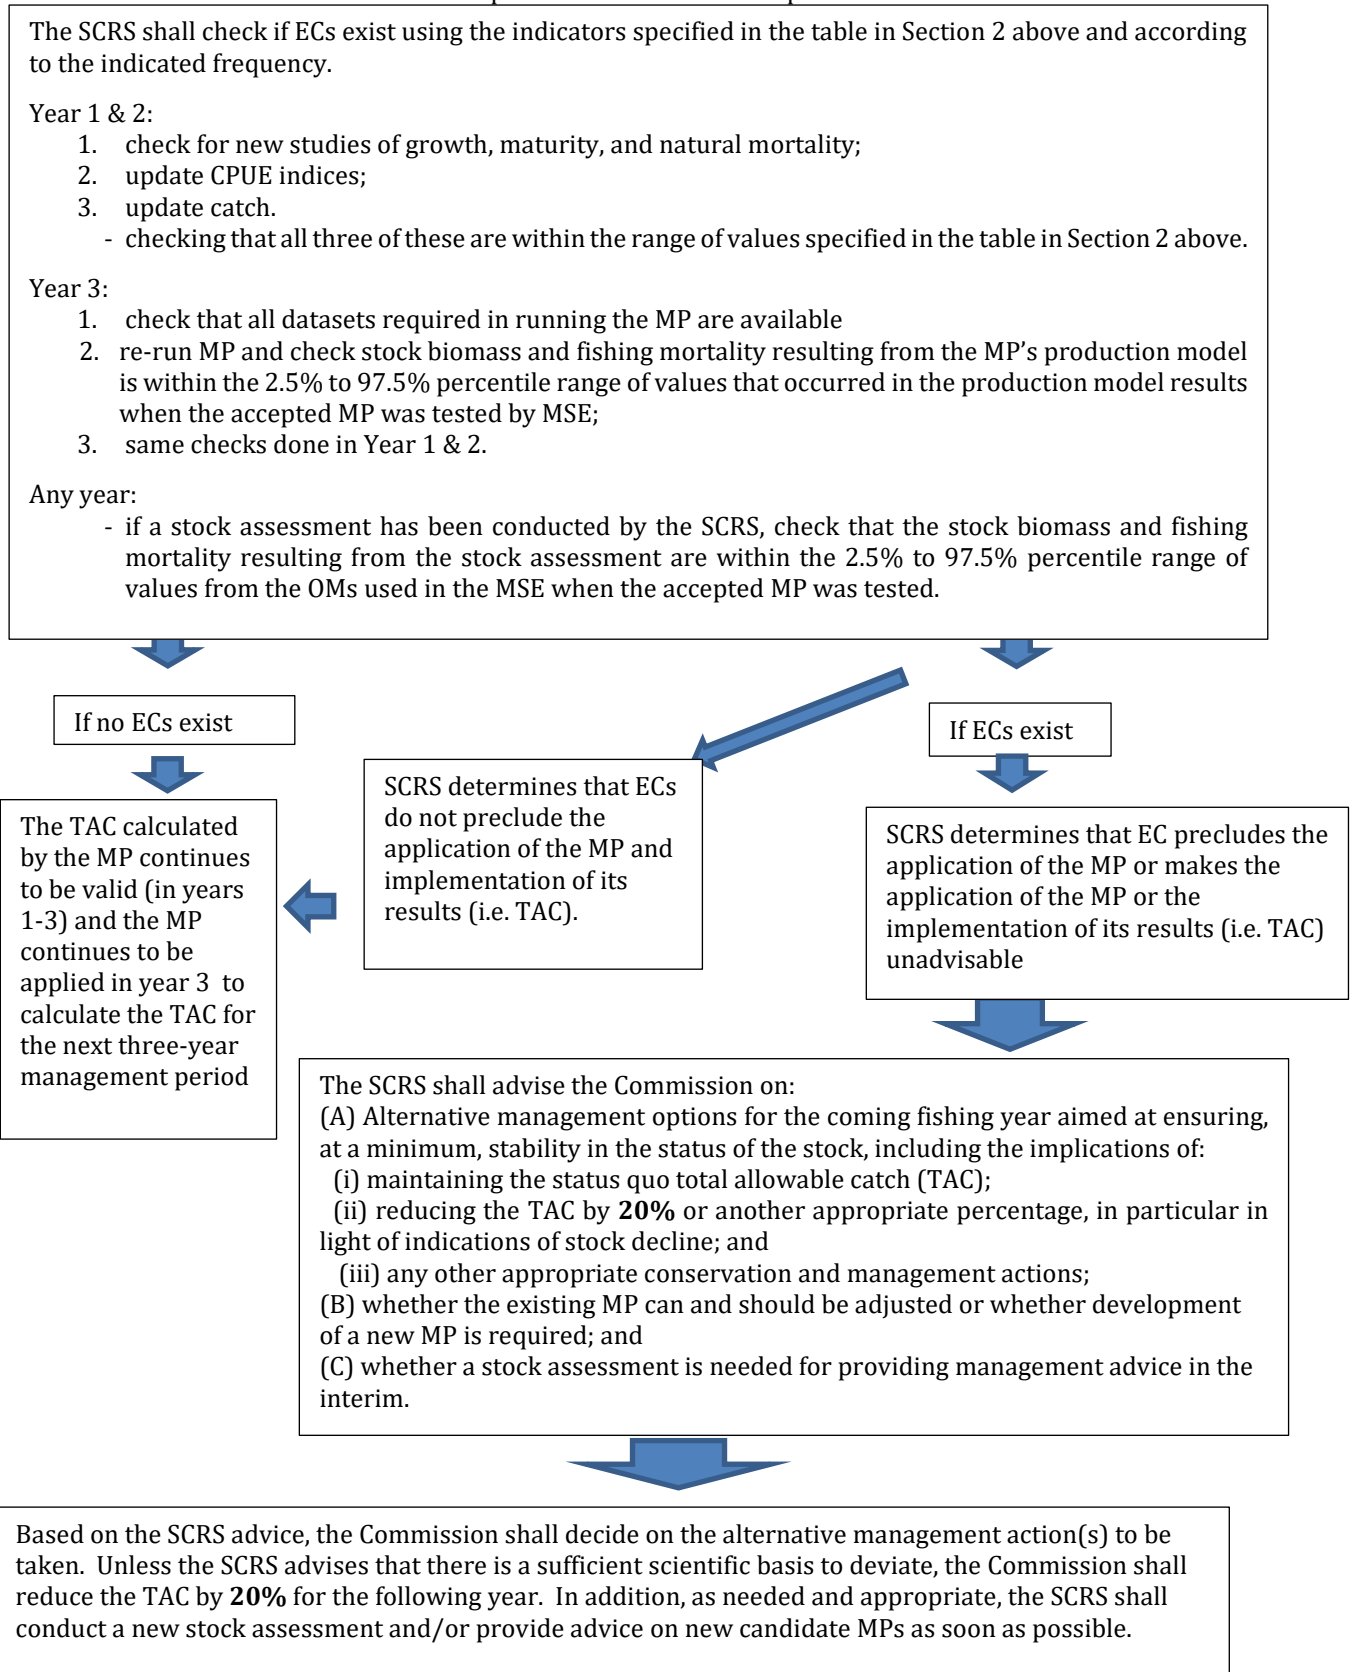 The SCRS shall check if ECs exist using the indicators specified in the table in Section 2 above and according
to the indicated frequency.
Year 1 & 2:
1. check for new studies of growth, maturity, and natural mortality;
2. update CPUE indices;
3. update catch.
- checking that all three of these are within the range of values specified in the table in Section 2 above.
Year 3:
1. check that all datasets required in running the MP are available
2. re-run MP and check stock biomass and fishing mortality resulting from the MP’s production model
is within the 2.5% to 97.5% percentile range of values that occurred in the production model results
when the accepted MP was tested by MSE;
3. same checks done in Year 1 & 2.
Any year:
- if a stock assessment has been conducted by the SCRS, check that the stock biomass and fishing
mortality resulting from the stock assessment are within the 2.5% to 97.5% percentile range of
values from the OMs used in the MSE when the accepted MP was tested.
If no ECs exist
If ECs exist
The TAC calculated
by the MP continues
to be valid (in years
1-3) and the MP
continues to be
applied in year 3 to
calculate the TAC for
the next three-year
management period
SCRS determines that ECs
do not preclude the
application of the MP and
implementation of its
results (i.e. TAC).
SCRS determines that EC precludes the
application of the MP or makes the
application of the MP or the
implementation of its results (i.e. TAC)
unadvisable
The SCRS shall advise the Commission on:
(A) Alternative management options for the coming fishing year aimed at ensuring,
at a minimum, stability in the status of the stock, including the implications of:
(i) maintaining the status quo total allowable catch (TAC);
(ii) reducing the TAC by 20% or another appropriate percentage, in particular in
light of indications of stock decline; and
(iii) any other appropriate conservation and management actions;
(B) whether the existing MP can and should be adjusted or whether development
of a new MP is required; and
(C) whether a stock assessment is needed for providing management advice in the
interim.
Based on the SCRS advice, the Commission shall decide on the alternative management action(s) to be
taken. Unless the SCRS advises that there is a sufficient scientific basis to deviate, the Commission shall
reduce the TAC by 20% for the following year. In addition, as needed and appropriate, the SCRS shall
conduct a new stock assessment and/or provide advice on new candidate MPs as soon as possible.